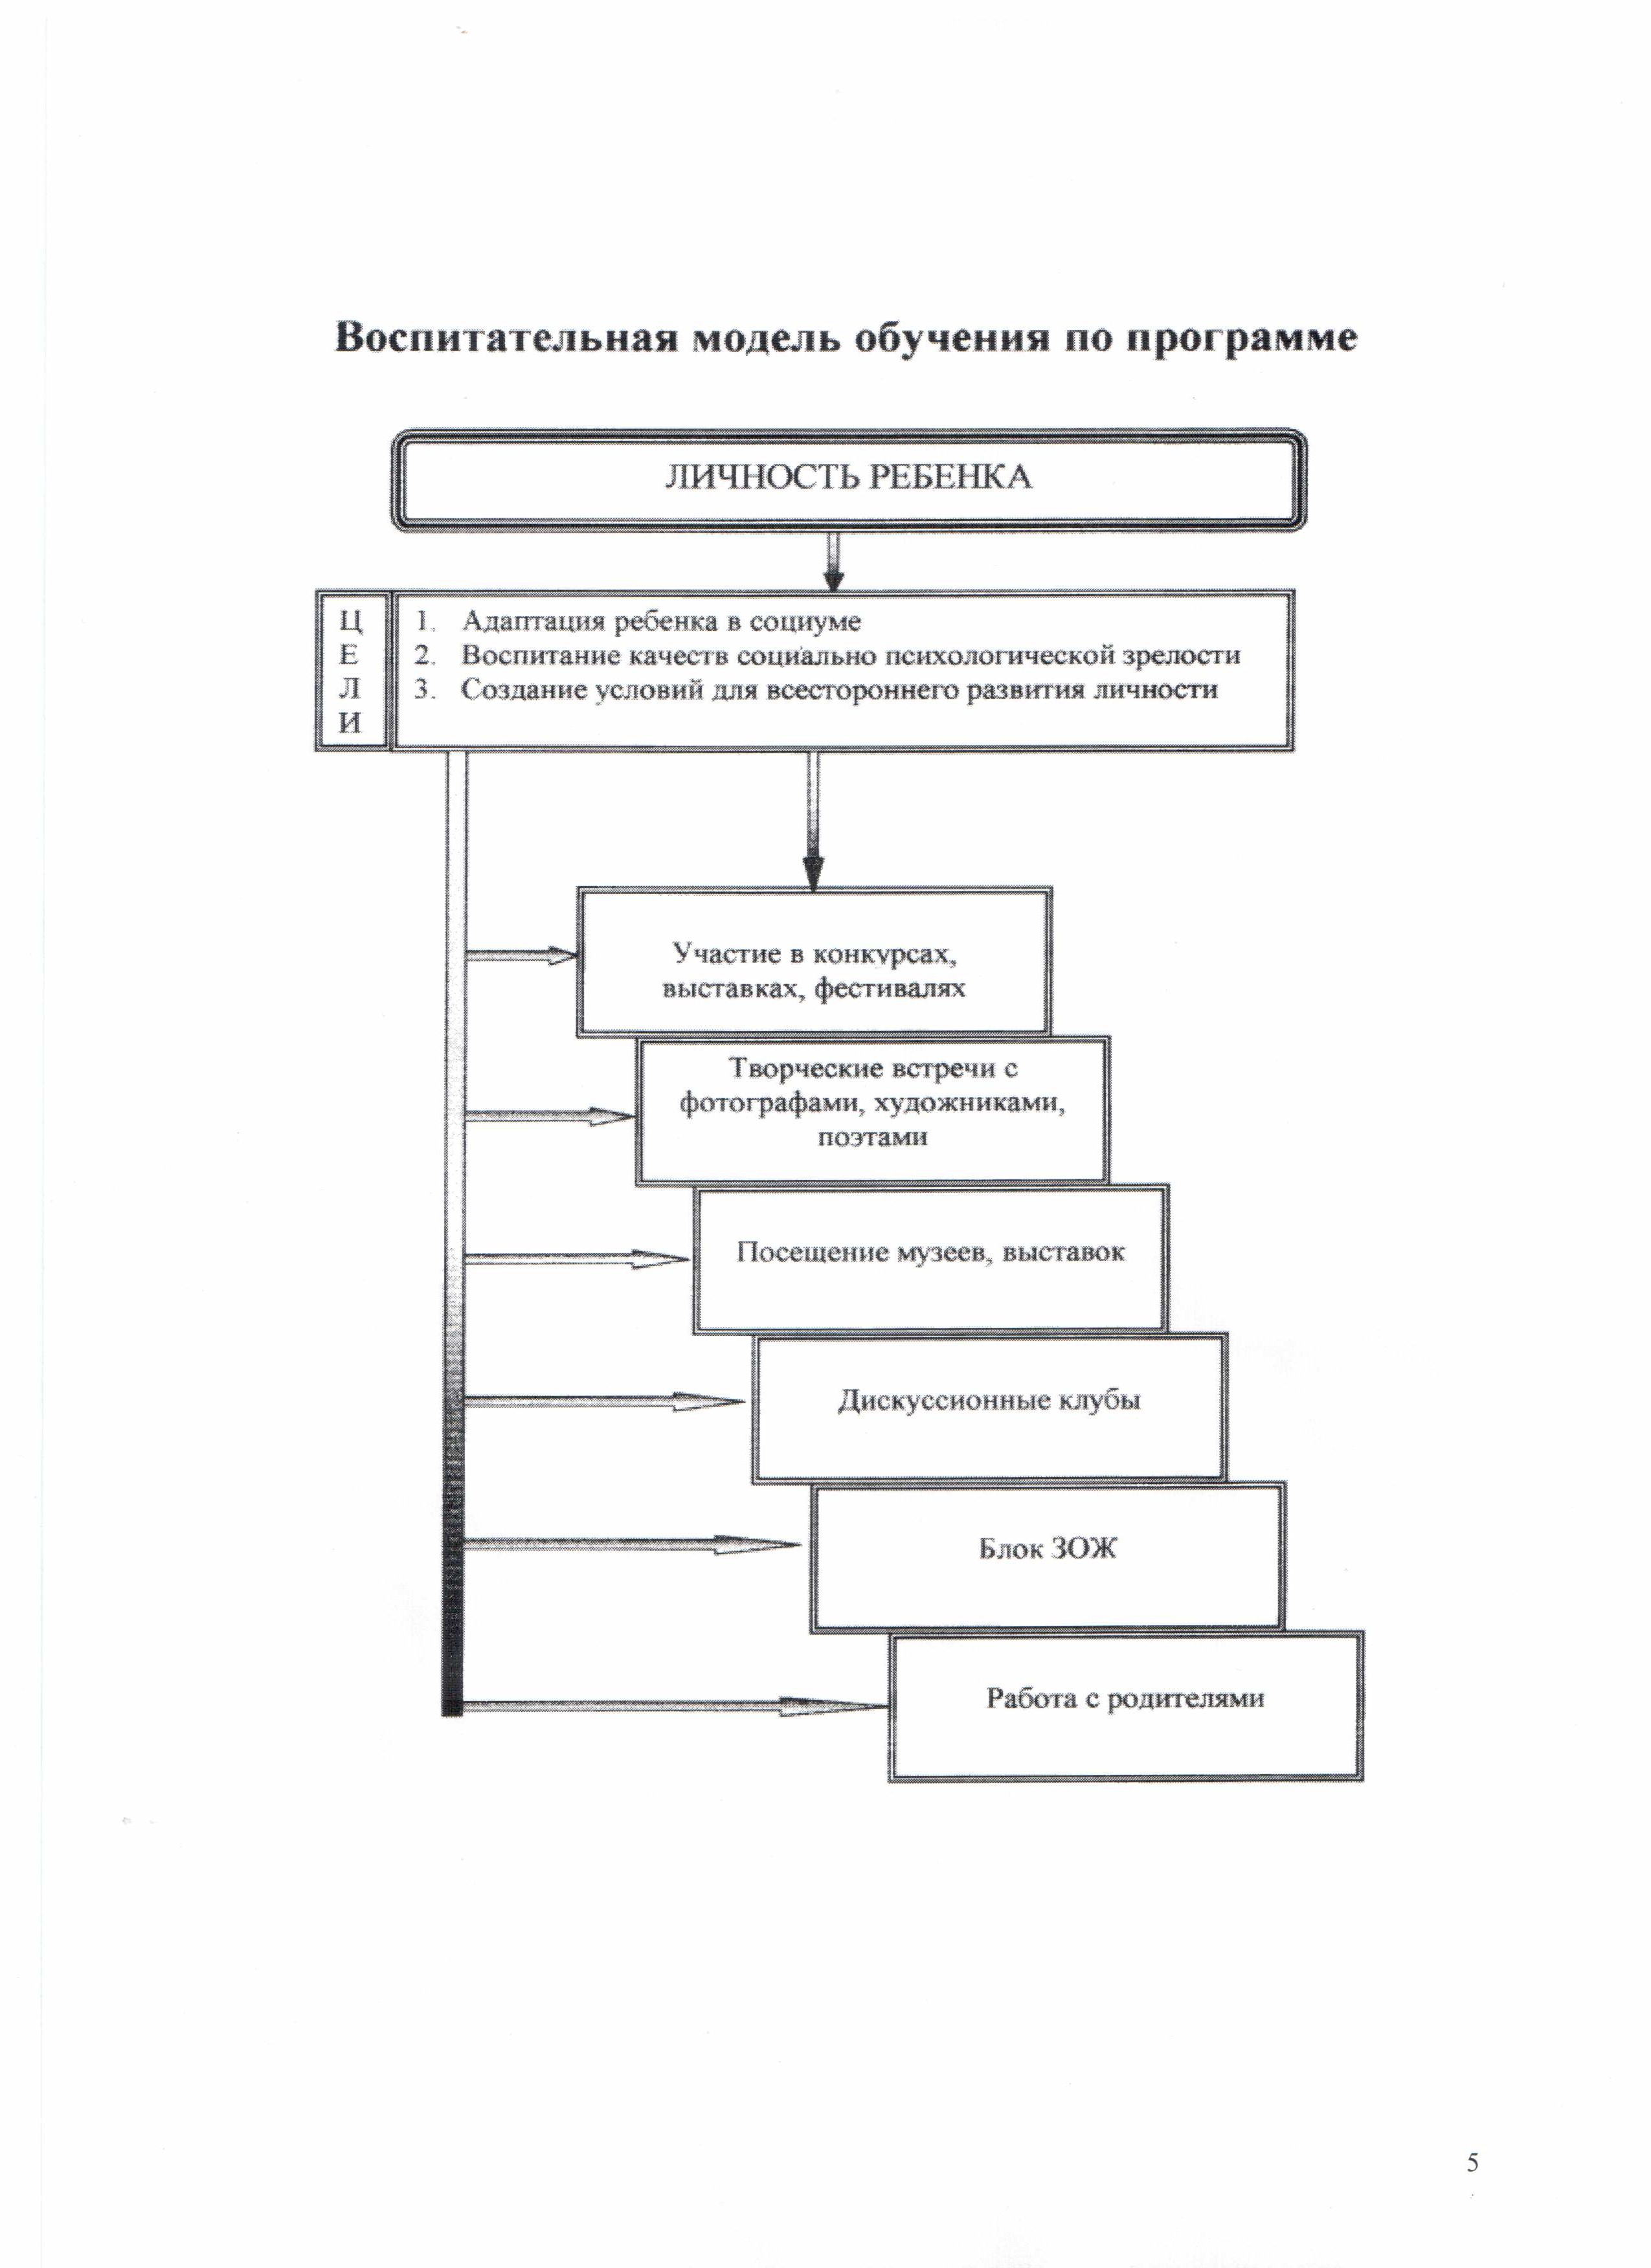 Воспитательная модель обучения по программе
ЛИЧНОСТЬ РЕБЕНКА
Ц
Е
Л
И
1. Адаптация ребенка в социуме
2. Воспитание качеств социально психологической зрелости
3. Создание условий для всестороннего развития личности
Участие в конкурсах,
выставках, фестивалях
Творческие встречи с
фотографами, художниками,
поэтами
Посещение музеев, выставок
Дискуссионные клубы
Блок ЗОЖ
Работа с родителями
5